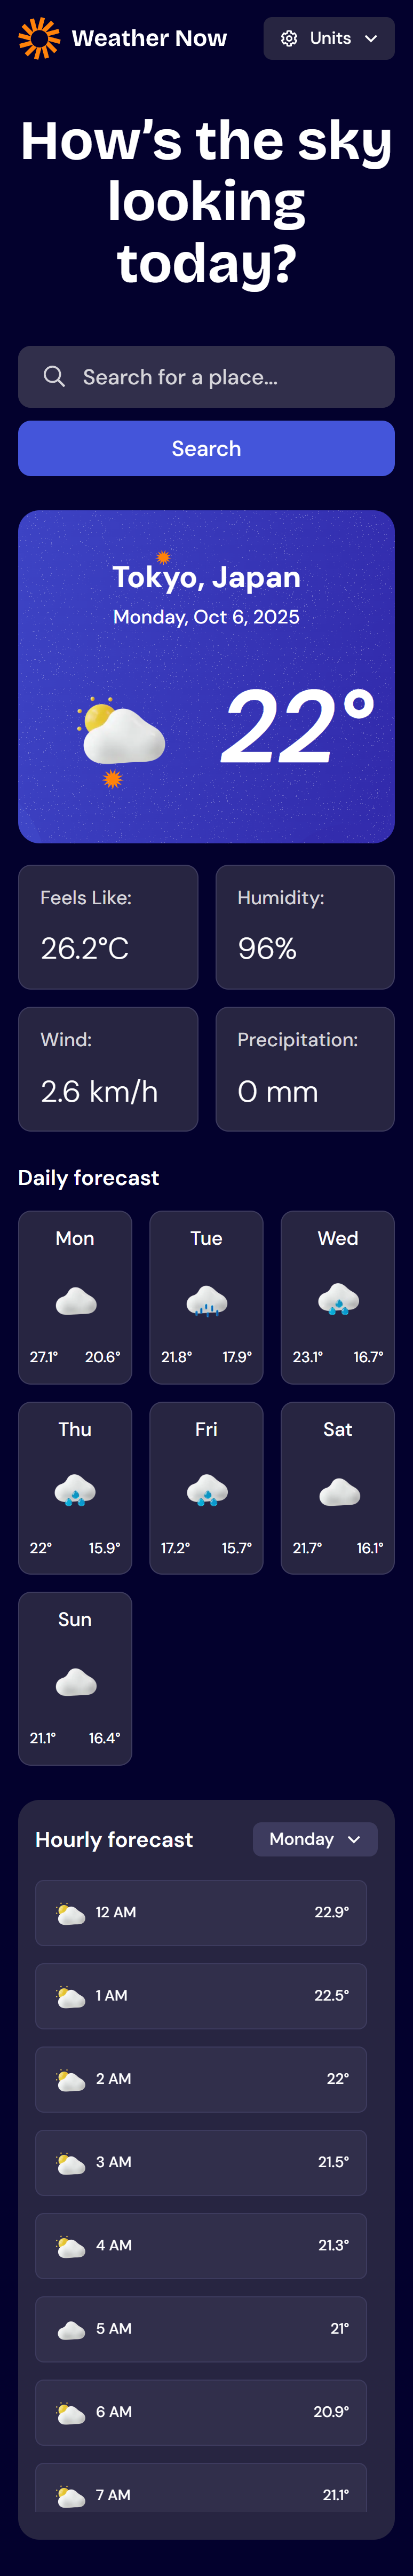 Weather Now
Units
How's the sky
looking
today?
Search for a place...
Search
Tokyo, Japan
Monday, Oct 6, 2025
22°
Feels Like:
Humidity:
26.2°C
96%
Wind:
Precipitation:
2.6 km/h
0 mm
Daily forecast
Mon
Tue
Wed
27.1° 20.6°
21.8° 17.9°
23.1° 16.7°
Thu
Fri
Sat
22° 15.9°
17.2° 15.7°
21.7° 16.1°
Sun
21.1° 16.4°
Hourly forecast
Monday
12 AM 22.9°
1 AM 22.5°
2 AM 22°
3 AM 21.5°
4 AM 21.3°
5 AM 21°
6 AM 20.9°
7 AM 21.1°